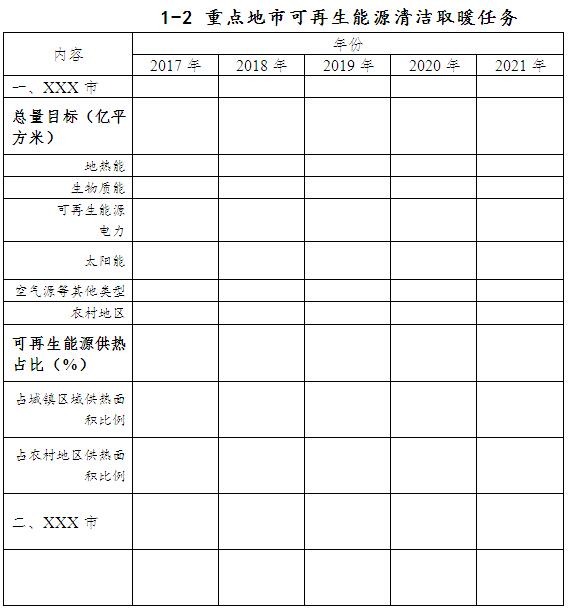 1-2 重点地市可再生能源清洁取暖任务
内容
年份
2017 年
2018 年
2019 年
2020 年
2021 年
一、XXX 市
总量目标（亿平
方米）
地热能
生物质能
可再生能源
电力
太阳能
空气源等其他类型
农村地区
可再生能源供热
占比（%）
占城镇区域供热面
积比例
占农村地区供热面
积比例
二、XXX 市